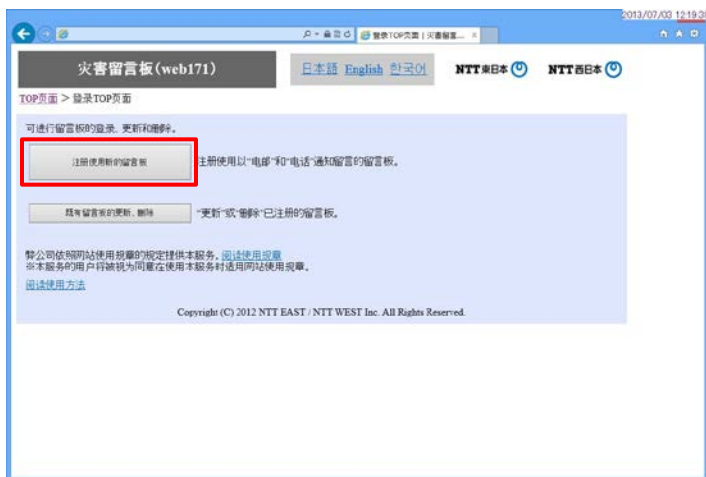 2013/07/03 12:19:3
登录TOP页面 | 灾害留言... ×
灾害留言板(web171)
日本語 English 한국어
NTT東日本
NTT西日本
TOP页面 > 登录TOP页面
可进行留言板的登录、更新和删除。
注册使用新的留言板
注册使用以"电邮"和"电话"通知留言的留言板。
既有留言板的更新、删除
"更新"或"删除"已注册的留言板。
弊公司依照网站使用规章的规定提供本服务。阅读使用规章
※本服务的用户将被视为同意在使用本服务时适用网站使用规章。
阅读使用方法
Copyright (C) 2012 NTT EAST / NTT WEST Inc. All Rights Reserved.